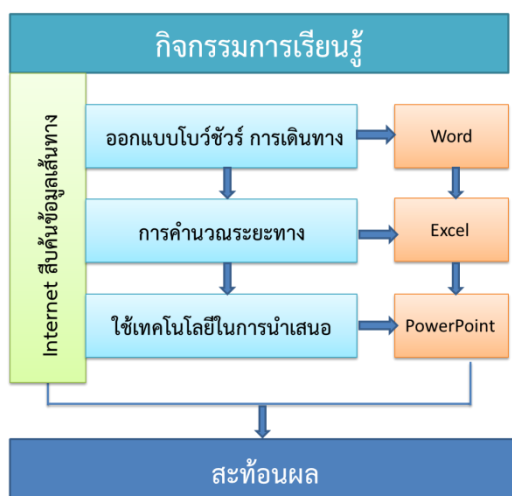 กิจกรรมการเรียนรู้
Internet สืบค้นข้อมูลเส้นทาง
ออกแบบโบว์ชัวร์ การเดินทาง
Word
การคำนวณระยะทาง
Excel
ใช้เทคโนโลยีในการนำเสนอ
PowerPoint
สะท้อนผล